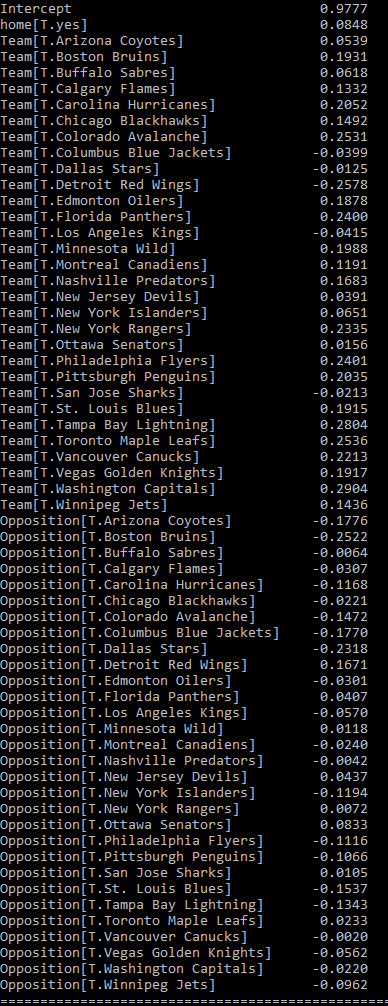 Intercept 0.9777
home[T.yes] 0.0848
Team[T.Arizona Coyotes] 0.0539
Team[T.Boston Bruins] 0.1931
Team[T.Buffalo Sabres] 0.0618
Team[T.Calgary Flames] 0.1332
Team[T.Carolina Hurricanes] 0.2052
Team[T.Chicago Blackhawks] 0.1492
Team[T.Colorado Avalanche] 0.2531
Team[T.Columbus Blue Jackets] -0.0399
Team[T.Dallas Stars] -0.0125
Team[T.Detroit Red Wings] -0.2578
Team[T.Edmonton Oilers] 0.1878
Team[T.Florida Panthers] 0.2400
Team[T.Los Angeles Kings] -0.0415
Team[T.Minnesota Wild] 0.1988
Team[T.Montreal Canadiens] 0.1191
Team[T.Nashville Predators] 0.1683
Team[T.New Jersey Devils] 0.0391
Team[T.New York Islanders] 0.0651
Team[T.New York Rangers] 0.2335
Team[T.Ottawa Senators] 0.0156
Team[T.Philadelphia Flyers] 0.2401
Team[T.Pittsburgh Penguins] 0.2035
Team[T.San Jose Sharks] -0.0213
Team[T.St. Louis Blues] 0.1915
Team[T.Tampa Bay Lightning] 0.2804
Team[T.Toronto Maple Leafs] 0.2536
Team[T.Vancouver Canucks] 0.2213
Team[T.Vegas Golden Knights] 0.1917
Team[T.Washington Capitals] 0.2904
Team[T.Winnipeg Jets] 0.1436
Opposition[T.Arizona Coyotes] -0.1776
Opposition[T.Boston Bruins] -0.2522
Opposition[T.Buffalo Sabres] -0.0064
Opposition[T.Calgary Flames] -0.0307
Opposition[T.Carolina Hurricanes] -0.1168
Opposition[T.Chicago Blackhawks] -0.0221
Opposition[T.Colorado Avalanche] -0.1472
Opposition[T.Columbus Blue Jackets] -0.1770
Opposition[T.Dallas Stars] -0.2318
Opposition[T.Detroit Red Wings] 0.1671
Opposition[T.Edmonton Oilers] -0.0301
Opposition[T.Florida Panthers] 0.0407
Opposition[T.Los Angeles Kings] -0.0570
Opposition[T.Minnesota Wild] 0.0118
Opposition[T.Montreal Canadiens] -0.0240
Opposition[T.Nashville Predators] -0.0042
Opposition[T.New Jersey Devils] 0.0437
Opposition[T.New York Islanders] -0.1194
Opposition[T.New York Rangers] 0.0072
Opposition[T.Ottawa Senators] 0.0833
Opposition[T.Philadelphia Flyers] -0.1116
Opposition[T.Pittsburgh Penguins] -0.1066
Opposition[T.San Jose Sharks] 0.0105
Opposition[T.St. Louis Blues] -0.1537
Opposition[T.Tampa Bay Lightning] -0.1343
Opposition[T.Toronto Maple Leafs] 0.0233
Opposition[T.Vancouver Canucks] -0.0020
Opposition[T.Vegas Golden Knights] -0.0562
Opposition[T.Washington Capitals] -0.0220
Opposition[T.Winnipeg Jets] -0.0962
================================================